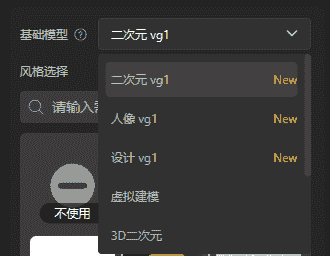 基础模型
二次元 vg1
风格选择
二次元 vg1 New
请输入
人像 vg1 New
设计 vg1 New
虚拟建模
不使用
3D二次元